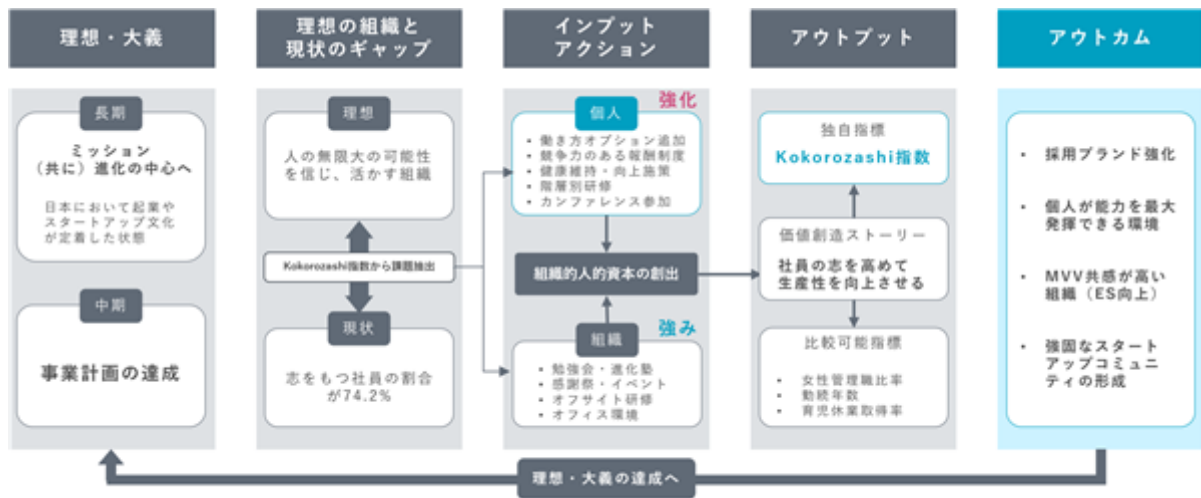 理想・大義
長期
ミッション
（共に）進化の中心へ
日本において起業や
スタートアップ文化
が定着した状態
中期
事業計画の達成
理想の組織と
現状のギャップ
理想
人の無限大の可能性
を信じ、活かす組織
Kokorozashi指数から課題抽出
現状
志をもつ社員の割合
が74.2%
インプット
アクション
強化
個人
• 働き方オプション追加
• 競争力のある報酬制度
• 健康維持・向上施策
• 階層別研修
• カンファレンス参加
組織的人的資本の創出
強み
組織
• 勉強会・進化塾
• 感謝祭・イベント
• オフサイト研修
• オフィス環境
アウトプット
独自指標
Kokorozashi指数
価値創造ストーリー
社員の志を高めて
生産性を向上させる
比較可能指標
• 女性管理職比率
• 勤続年数
• 育児休業取得率
アウトカム
• 採用ブランド強化
• 個人が能力を最大
発揮できる環境
• MVV共感が高い
組織（ES向上）
• 強固なスタート
アップコミュニ
ティの形成
理想・大義の達成へ